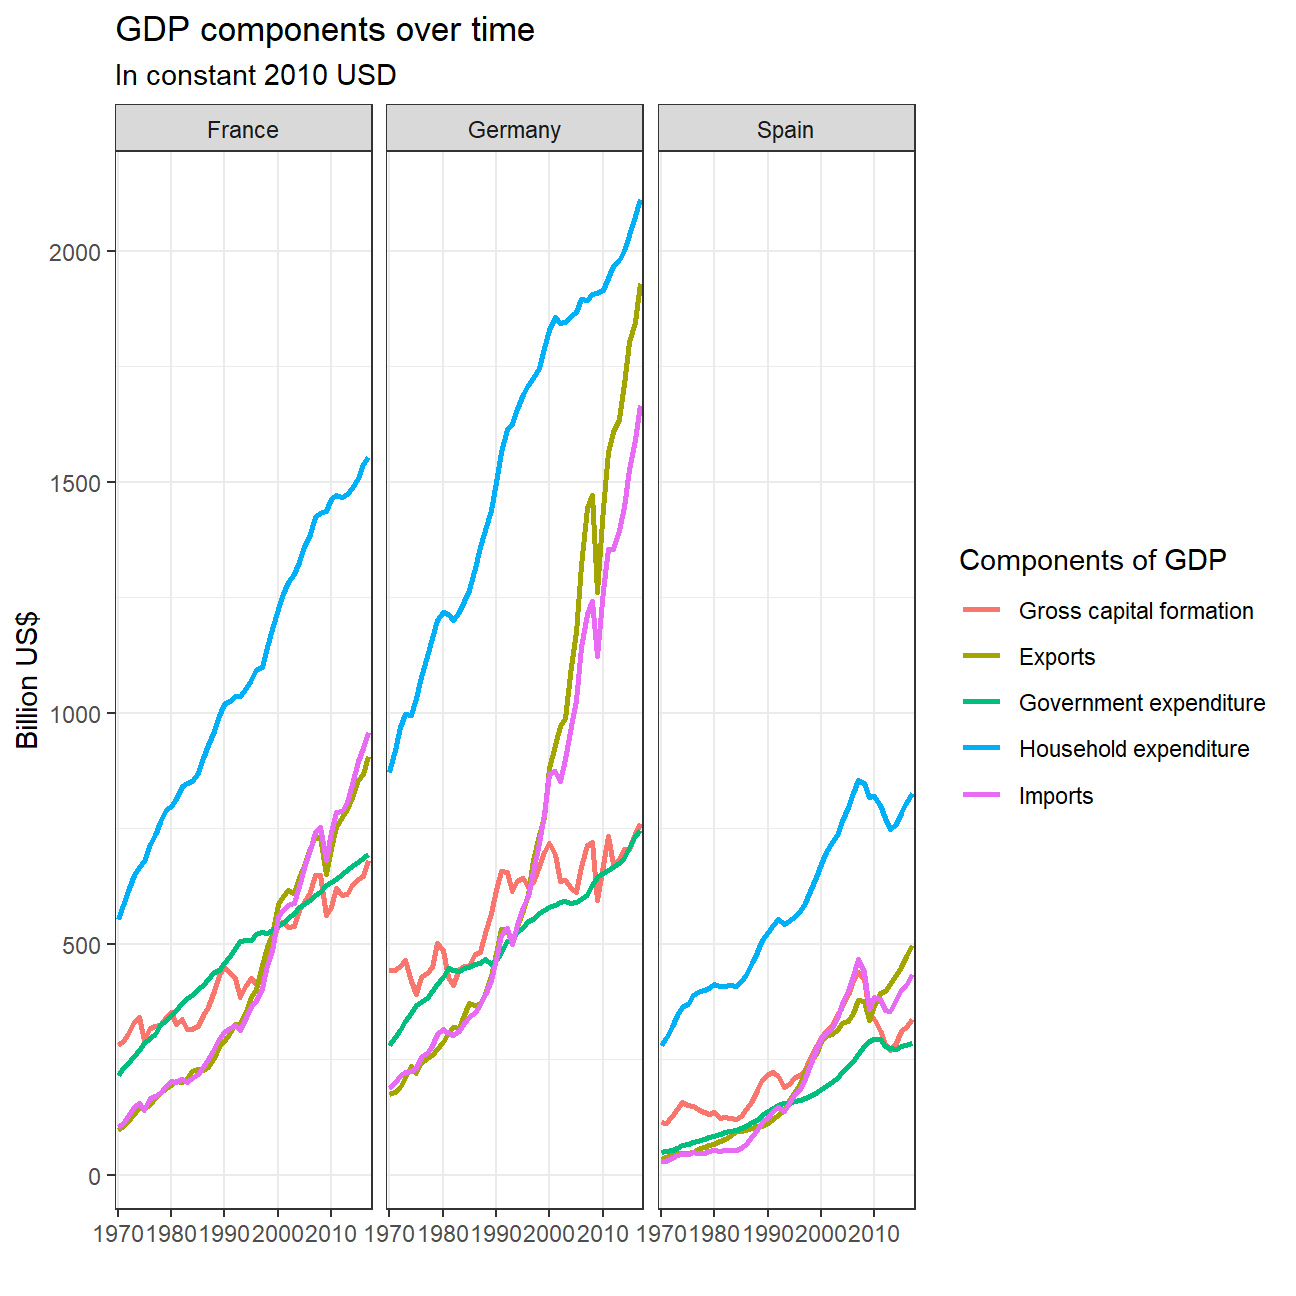 GDP components over time
In constant 2010 USD
France Germany Spain
2000
1500
1000
500
0
Billion US$
1970 1980 1990 2000 2010 1970 1980 1990 2000 2010 1970 1980 1990 2000 2010
Components of GDP
Gross capital formation
Exports
Government expenditure
Household expenditure
Imports